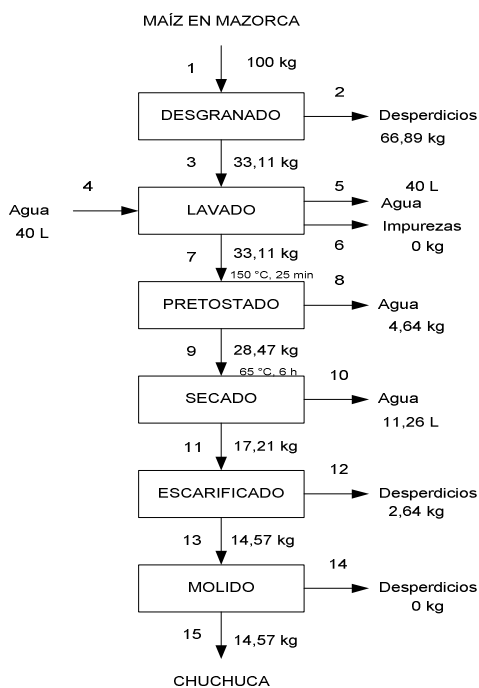 MAÍZ EN MAZORCA
1
100 kg
2
DESGRANADO
Desperdicios
66,89 kg
3
33,11 kg
4
5
40 L
Agua
Agua
40 L
LAVADO
Impurezas
6
0 kg
7
33,11 kg
150 °C, 25 min
8
PRETOSTADO
Agua
4,64 kg
9
28,47 kg
65 °C, 6 h
10
SECADO
Agua
11,26 L
11
17,21 kg
12
ESCARIFICADO
Desperdicios
2,64 kg
13
14,57 kg
14
MOLIDO
Desperdicios
0 kg
15
14,57 kg
CHUCHUCA